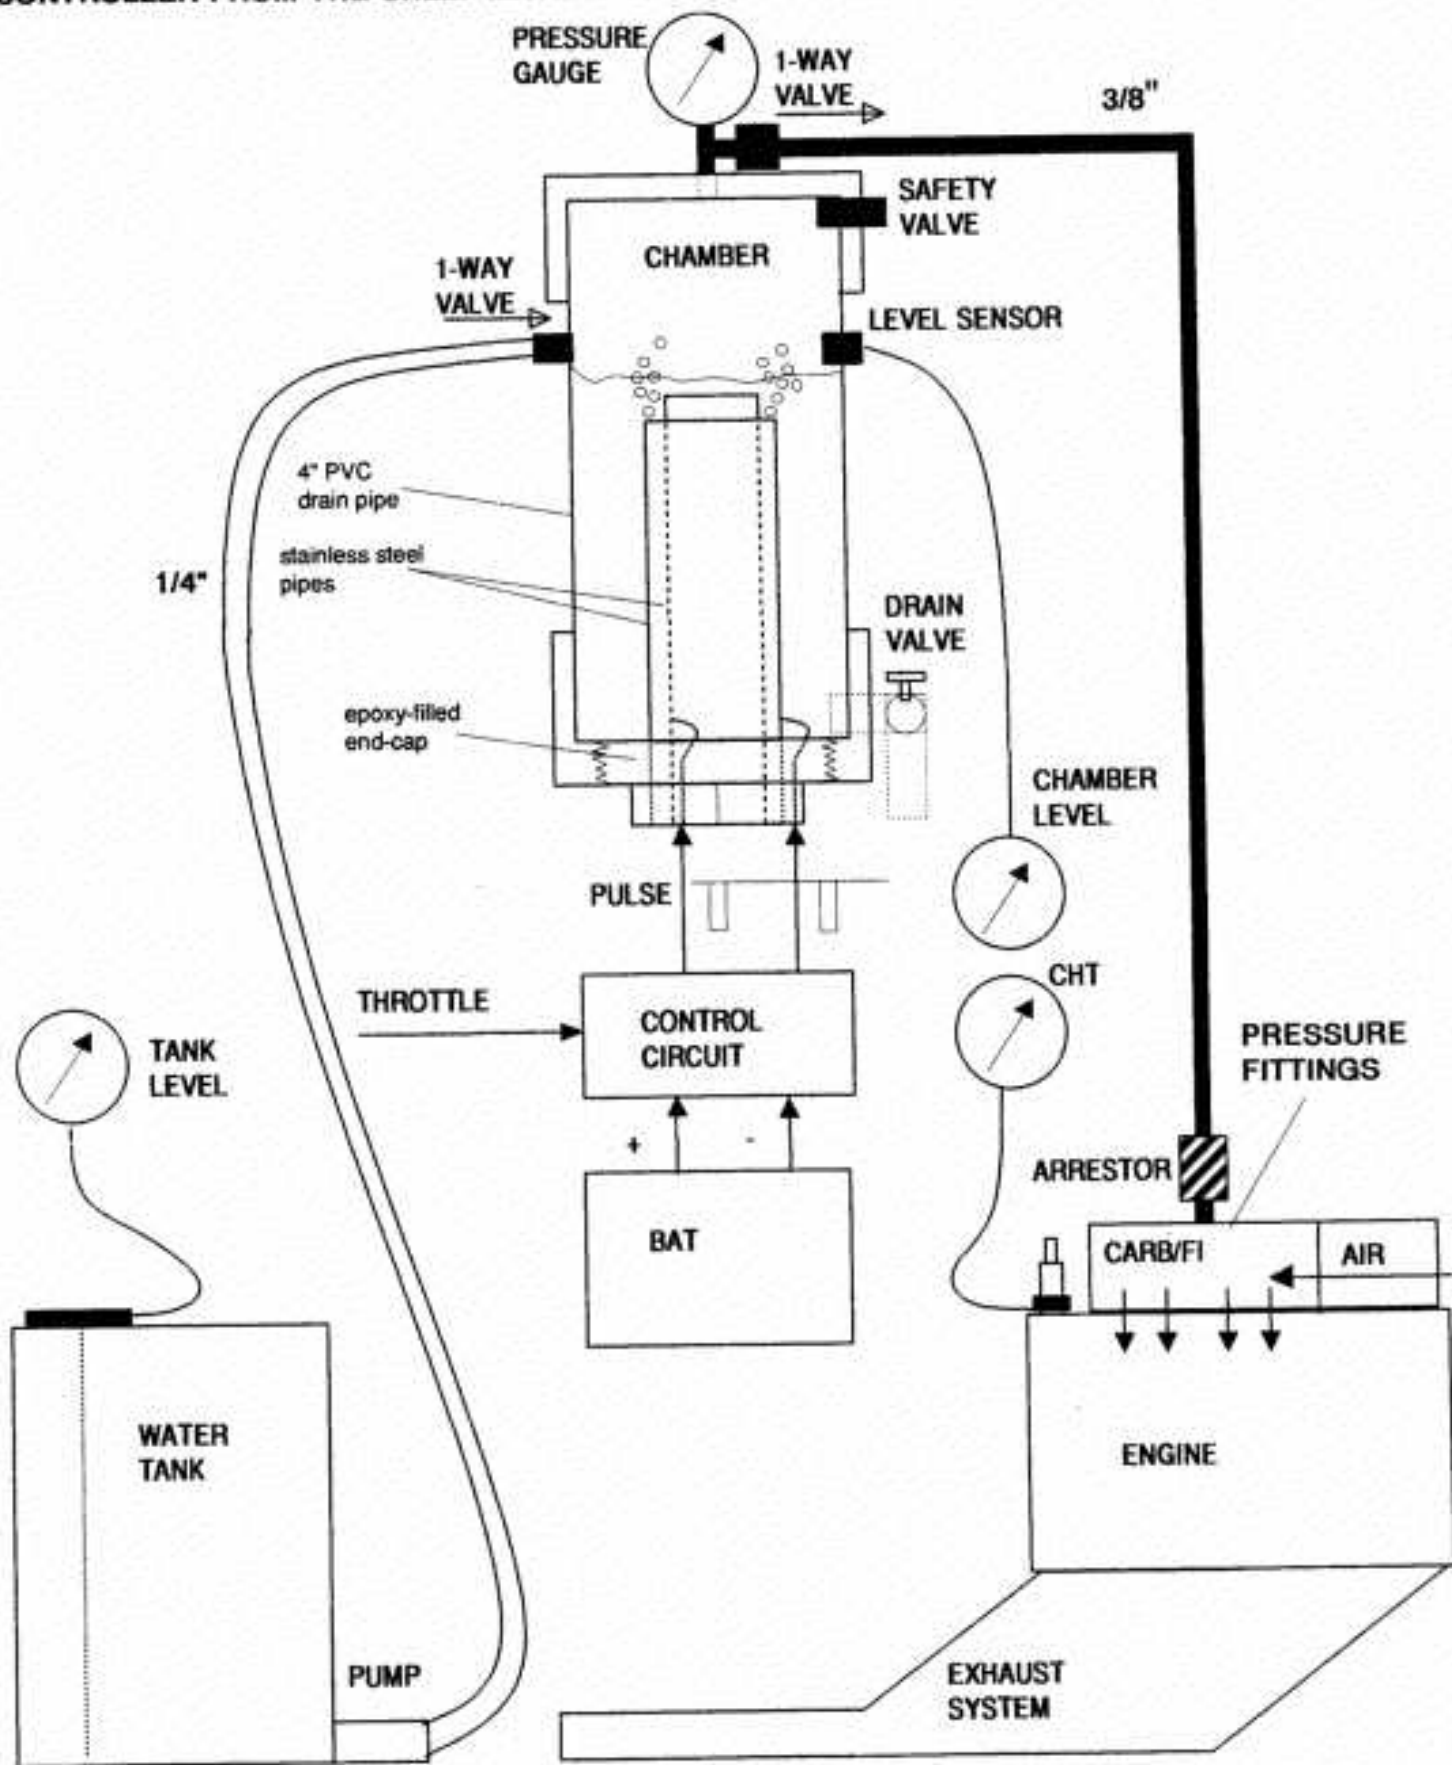 PRESSURE
GAUGE
1-WAY
VALVE
3/8"
SAFETY
VALVE
CHAMBER
1-WAY
VALVE
LEVEL SENSOR
4" PVC
drain pipe
stainless steel
pipes
1/4"
DRAIN
VALVE
epoxy-filled
end-cap
CHAMBER
LEVEL
PULSE
CHT
THROTTLE
CONTROL
CIRCUIT
PRESSURE
FITTINGS
TANK
LEVEL
+ -
ARRESTOR
BAT
CARB/FI
AIR
WATER
TANK
ENGINE
PUMP
EXHAUST
SYSTEM